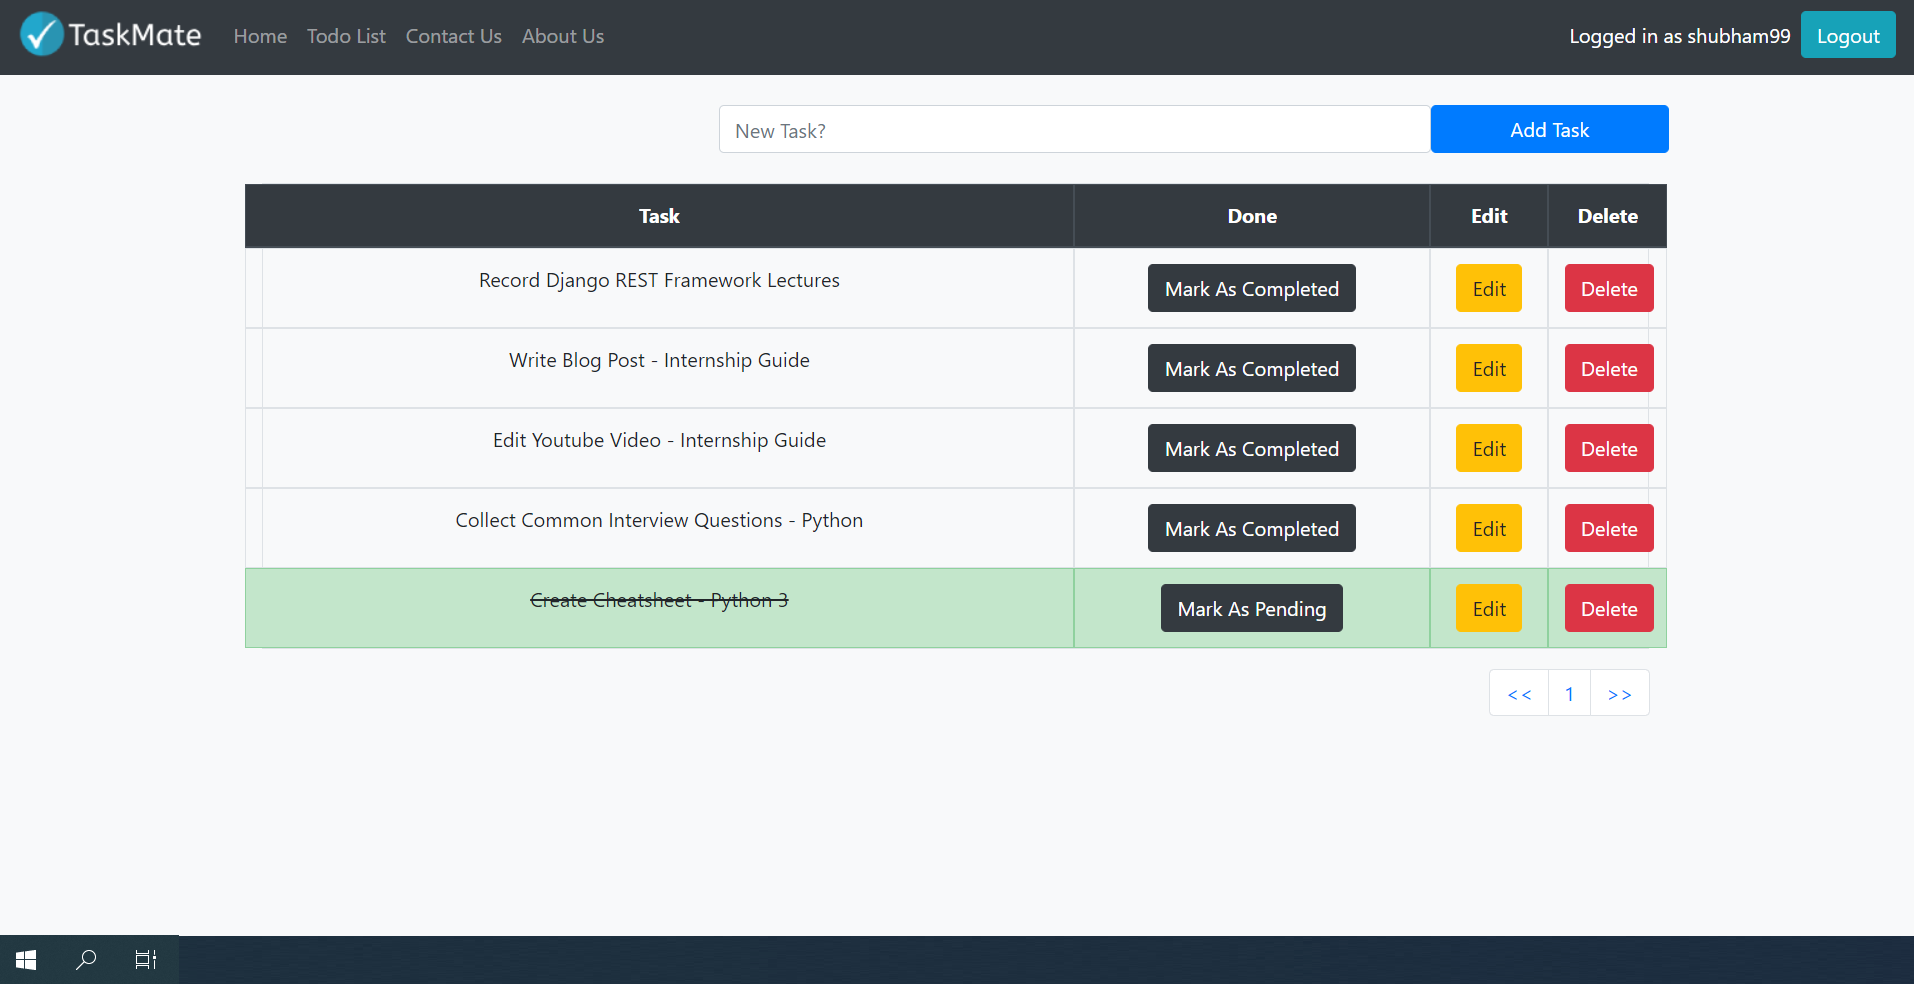 TaskMate Home Todo List Contact Us About Us Logged in as shubham99 Logout
New Task? Add Task
Task Done Edit Delete
Record Django REST Framework Lectures Mark As Completed Edit Delete
Write Blog Post - Internship Guide Mark As Completed Edit Delete
Edit Youtube Video - Internship Guide Mark As Completed Edit Delete
Collect Common Interview Questions - Python Mark As Completed Edit Delete
Create Cheatsheet - Python 3 Mark As Pending Edit Delete
<< 1 >>